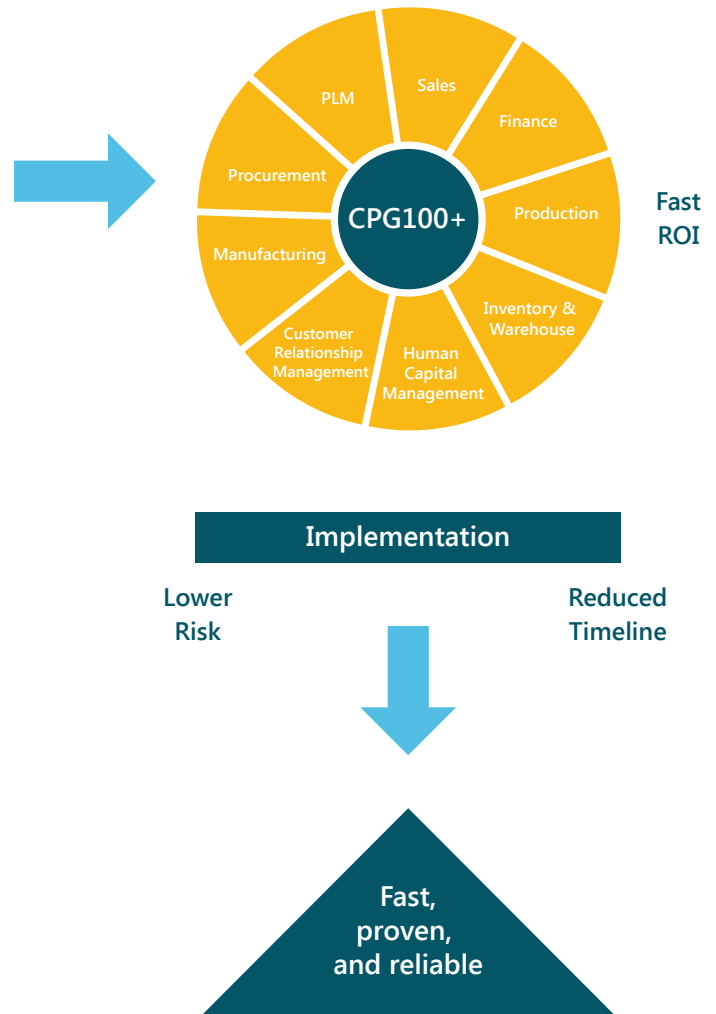 PLM
Sales
Finance
Procurement
CPG100+
Production
Fast
ROI
Manufacturing
Inventory &
Warehouse
Customer
Relationship
Management
Human
Capital
Management
Implementation
Lower
Risk
Reduced
Timeline
Fast,
proven,
and reliable